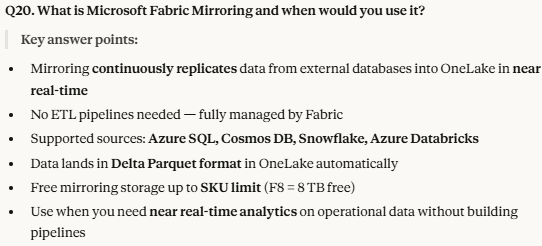 Q20. What is Microsoft Fabric Mirroring and when would you use it?
Key answer points:
• Mirroring continuously replicates data from external databases into OneLake in near
real-time
• No ETL pipelines needed — fully managed by Fabric
• Supported sources: Azure SQL, Cosmos DB, Snowflake, Azure Databricks
• Data lands in Delta Parquet format in OneLake automatically
• Free mirroring storage up to SKU limit (F8 = 8 TB free)
• Use when you need near real-time analytics on operational data without building
pipelines